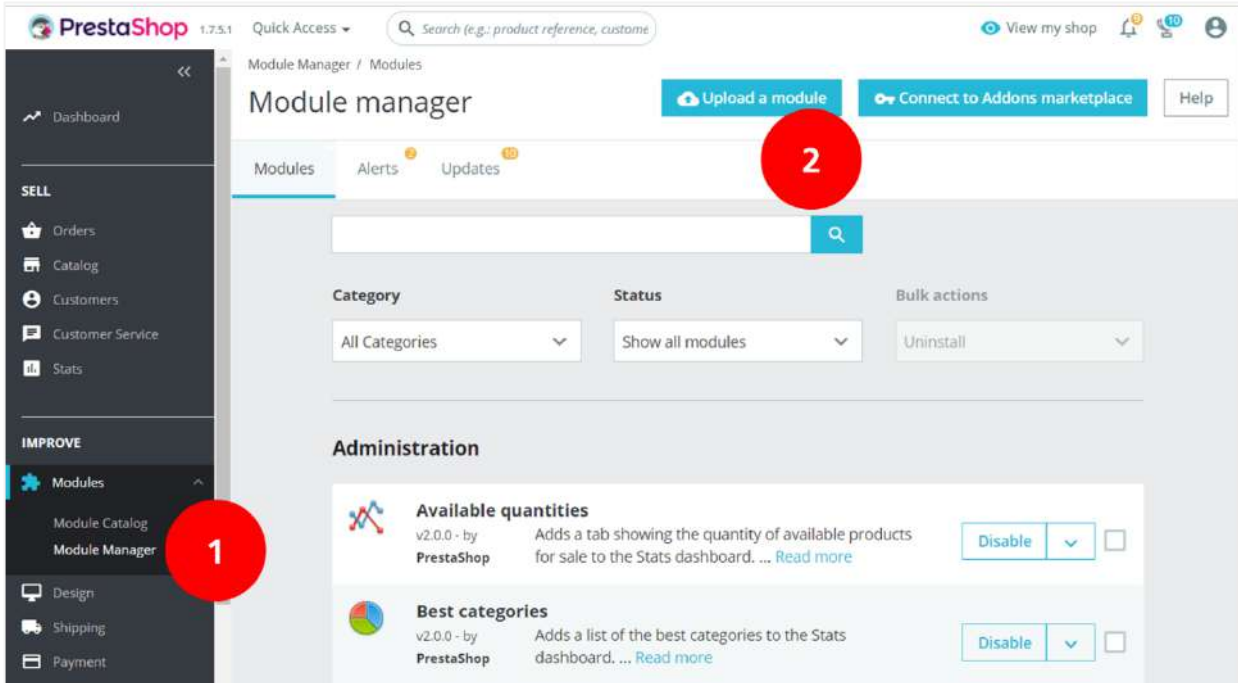 PrestaShop 1.7.5.1 Quick Access Search (e.g.: product reference, custome View my shop 10
Module Manager / Modules
Module manager
Upload a module
Connect to Addons marketplace
Help
Modules
Alerts
Updates 10
2
Dashboard
SELL
Orders
Catalog
Customers
Customer Service
Stats
IMPROVE
Modules
Module Catalog
Module Manager
1
Design
Shipping
Payment
Category
Status
Bulk actions
All Categories
Show all modules
Uninstall
Administration
Available quantities
v2.0.0 - by
PrestaShop
Adds a tab showing the quantity of available products
for sale to the Stats dashboard. ... Read more
Disable
Best categories
v2.0.0 - by
PrestaShop
Adds a list of the best categories to the Stats
dashboard. ... Read more
Disable